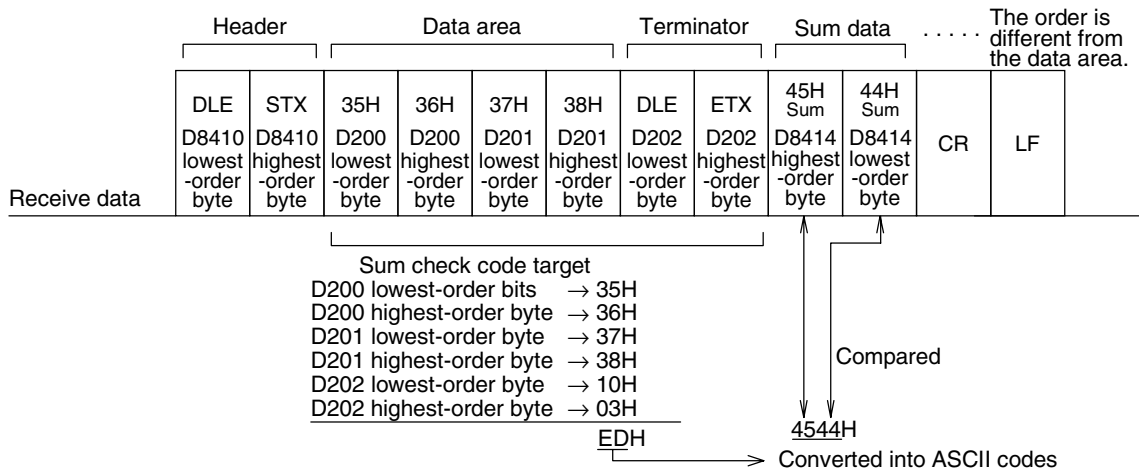 Header Data area Terminator Sum data . . . . . The order is
different from
the data area.
DLE STX 35H 36H 37H 38H DLE ETX 45H 44H
Sum Sum
D8410 D8410 D200 D200 D201 D201 D202 D202 D8414 D8414 CR LF
lowest highest lowest highest lowest highest lowest highest highest lowest
-order -order -order -order -order -order -order -order -order -order
Receive data byte byte byte byte byte byte byte byte byte byte
Sum check code target
D200 lowest-order bits → 35H
D200 highest-order byte → 36H
D201 lowest-order byte → 37H
D201 highest-order byte → 38H
Compared
D202 lowest-order byte → 10H
D202 highest-order byte → 03H
4544H
EDH
Converted into ASCII codes